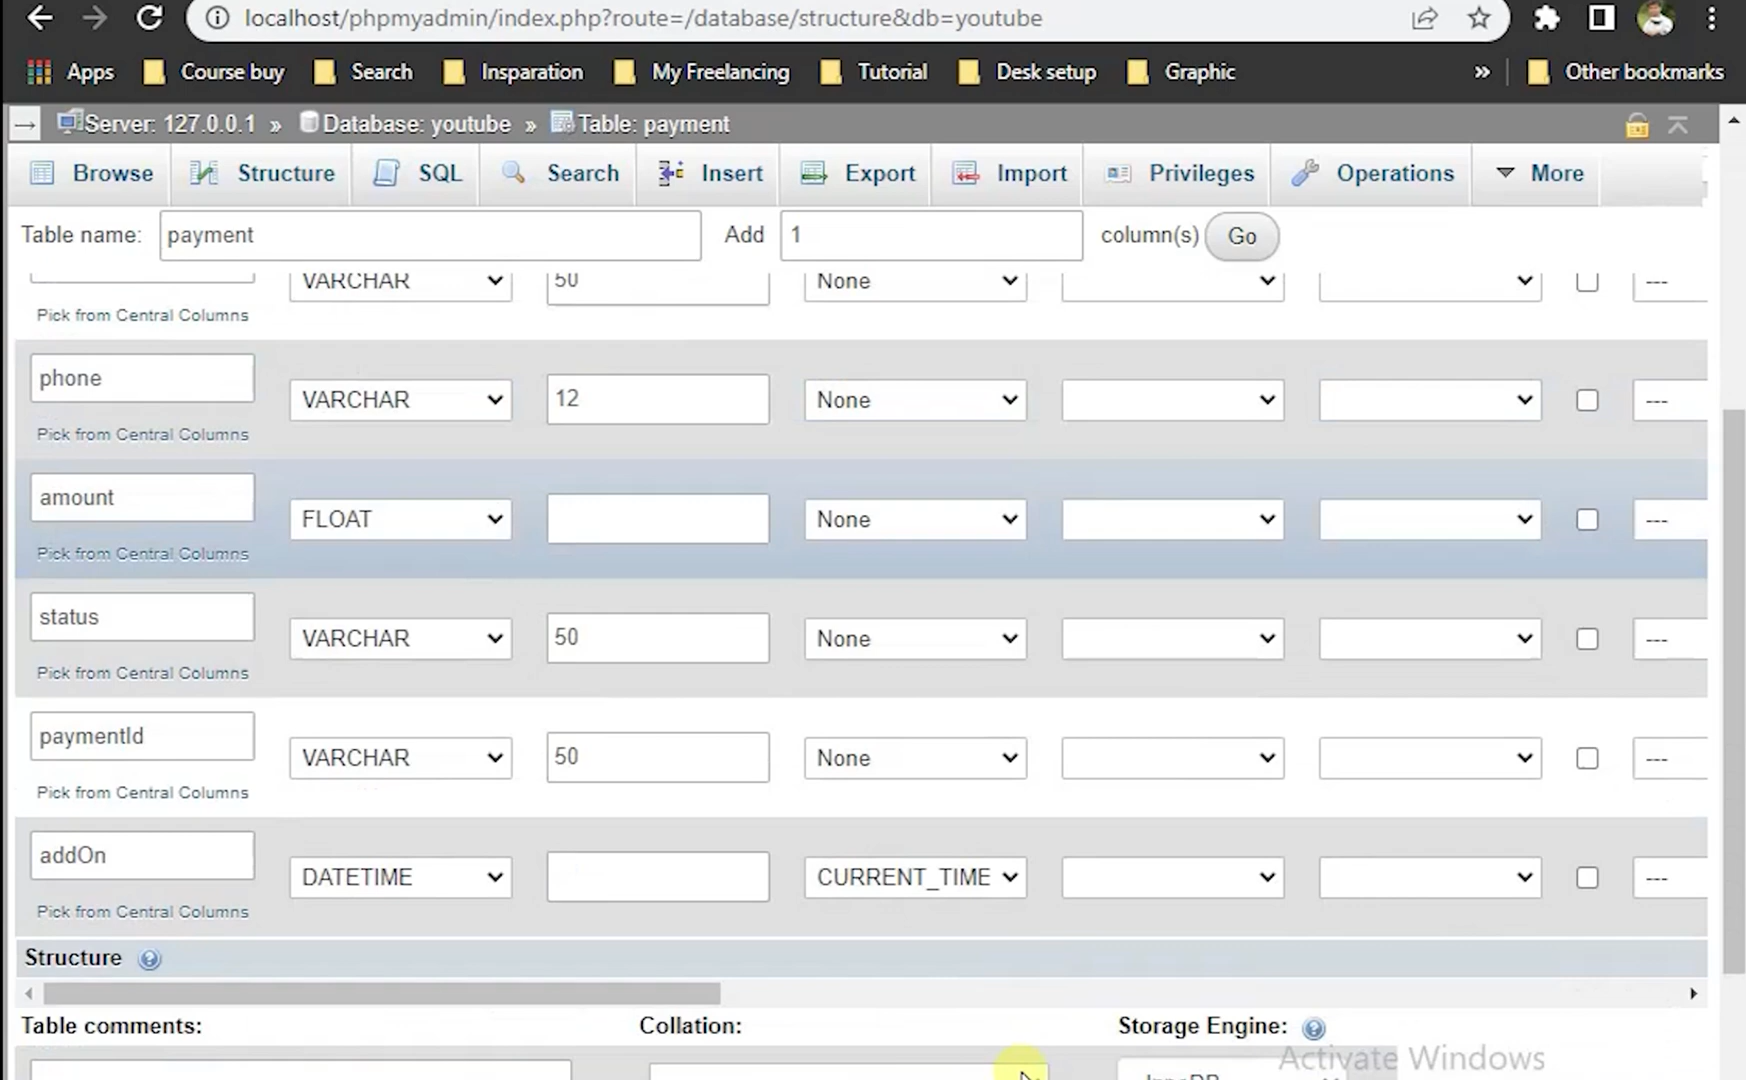 localhost/phpmyadmin/index.php?route=/database/structure&db=youtube
Apps Course buy Search Insparation My Freelancing Tutorial Desk setup Graphic » Other bookmarks
Server: 127.0.0.1 » Database: youtube » Table: payment
Browse Structure SQL Search Insert Export Import Privileges Operations More
Table name: payment Add 1 column(s) Go
VARCHAR 50 None ---
Pick from Central Columns
phone VARCHAR 12 None ---
Pick from Central Columns
amount FLOAT None ---
Pick from Central Columns
status VARCHAR 50 None ---
Pick from Central Columns
paymentId VARCHAR 50 None ---
Pick from Central Columns
addOn DATETIME CURRENT_TIME ---
Pick from Central Columns
Structure
Table comments: Collation: Storage Engine:
Activate Windows
InnoDB